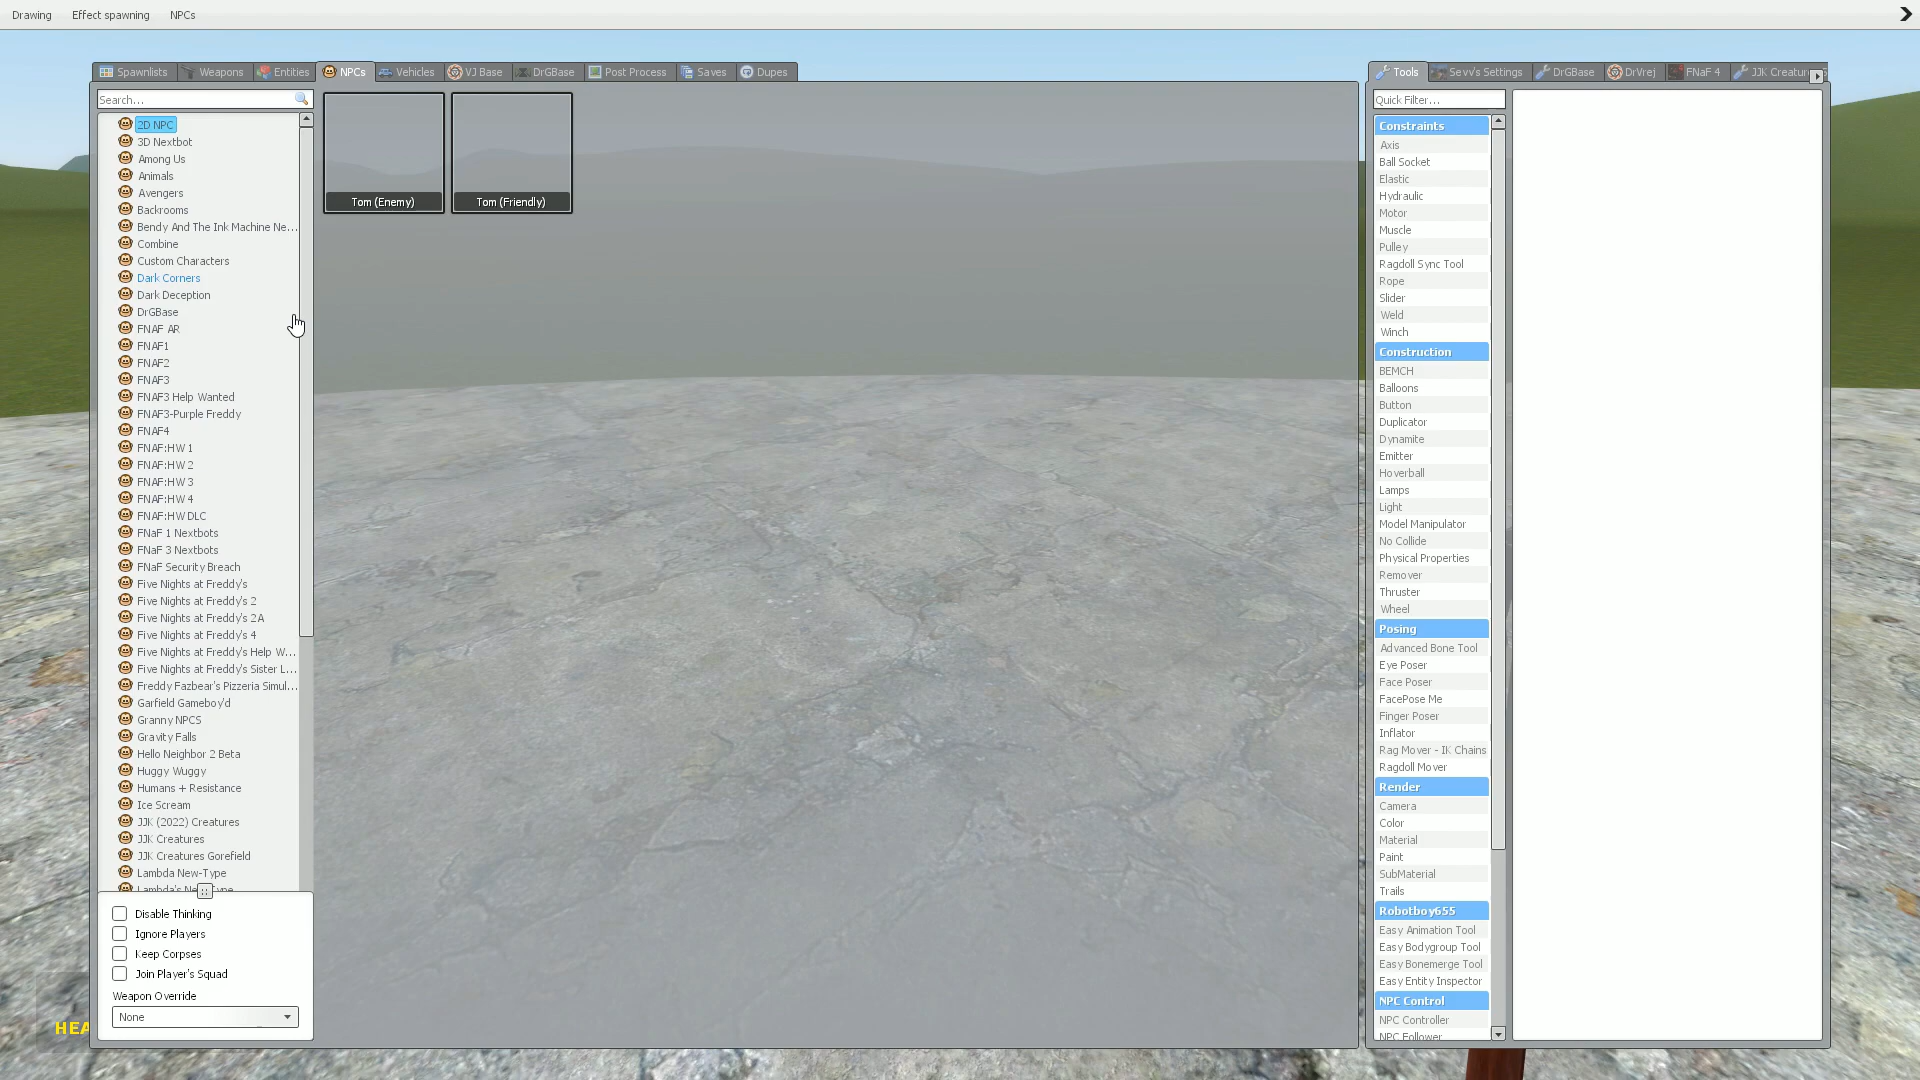 Drawing Effect spawning NPCs
Spawnlists Weapons Entities NPCs Vehicles VJ Base DrGBase Post Process Saves Dupes
Search...
2D NPC
3D Nextbot
Among Us
Animals
Avengers
Backrooms
Bendy And The Ink Machine Ne...
Combine
Custom Characters
Dark Corners
Dark Deception
DrGBase
FNAF AR
FNAF1
FNAF2
FNAF3
FNAF3 Help Wanted
FNAF3-Purple Freddy
FNAF4
FNAF:HW 1
FNAF:HW 2
FNAF:HW 3
FNAF:HW 4
FNAF:HW DLC
FNaF 1 Nextbots
FNaF 3 Nextbots
FNaF Security Breach
Five Nights at Freddy's
Five Nights at Freddy's 2
Five Nights at Freddy's 2A
Five Nights at Freddy's 4
Five Nights at Freddy's Help W...
Five Nights at Freddy's Sister L...
Freddy Fazbear's Pizzeria Simul...
Garfield Gameboy'd
Granny NPCS
Gravity Falls
Hello Neighbor 2 Beta
Huggy Wuggy
Humans + Resistance
Ice Scream
JJK (2022) Creatures
JJK Creatures
JJK Creatures Gorefield
Lambda New-Type
Disable Thinking
Ignore Players
Keep Corpses
Join Player's Squad
Weapon Override
None
HEA
Tom (Enemy) Tom (Friendly)
Tools Sevv's Settings DrGBase DrVrej FNaF 4 JJK Creatu
Quick Filter...
Constraints
Axis
Ball Socket
Elastic
Hydraulic
Motor
Muscle
Pulley
Ragdoll Sync Tool
Rope
Slider
Weld
Winch
Construction
BEMCH
Balloons
Button
Duplicator
Dynamite
Emitter
Hoverball
Lamps
Light
Model Manipulator
No Collide
Physical Properties
Remover
Thruster
Wheel
Posing
Advanced Bone Tool
Eye Poser
Face Poser
FacePose Me
Finger Poser
Inflator
Rag Mover - IK Chains
Ragdoll Mover
Render
Camera
Color
Material
Paint
SubMaterial
Trails
Robotboy655
Easy Animation Tool
Easy Bodygroup Tool
Easy Bonemerge Tool
Easy Entity Inspector
NPC Control
NPC Controller
NPC Follower